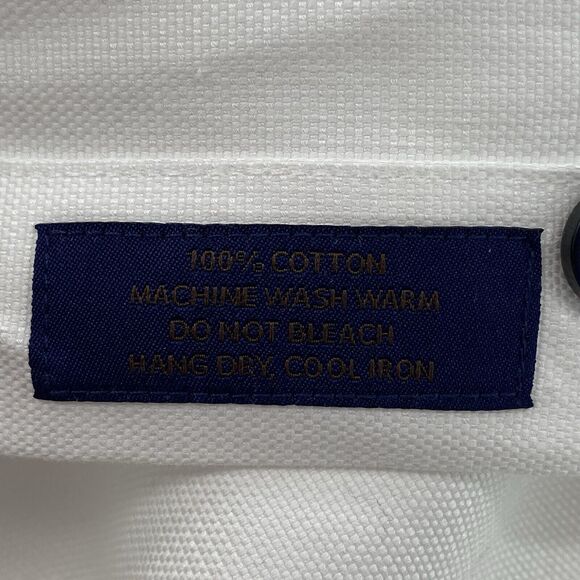 100% COTTON
MACHINE WASH WARM
DO NOT BLEACH
HANG DRY, COOL IRON